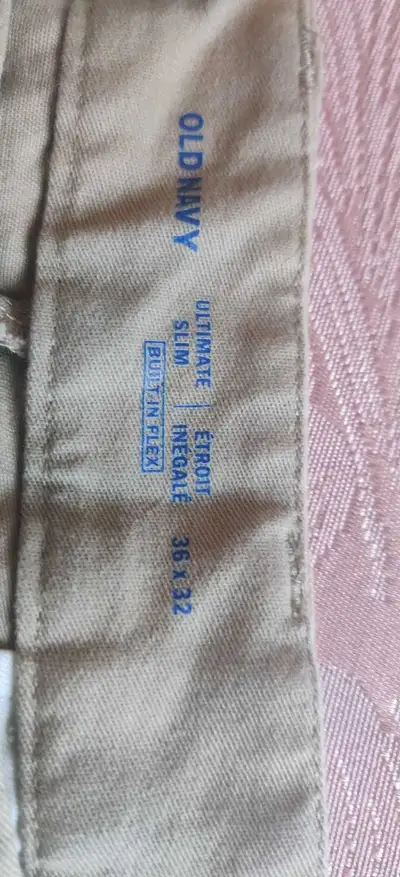 OLD NAVY
ULTIMATE | ÉTROIT
SLIM | INÉGALÉ 36 x 32
BUILT IN FLEX